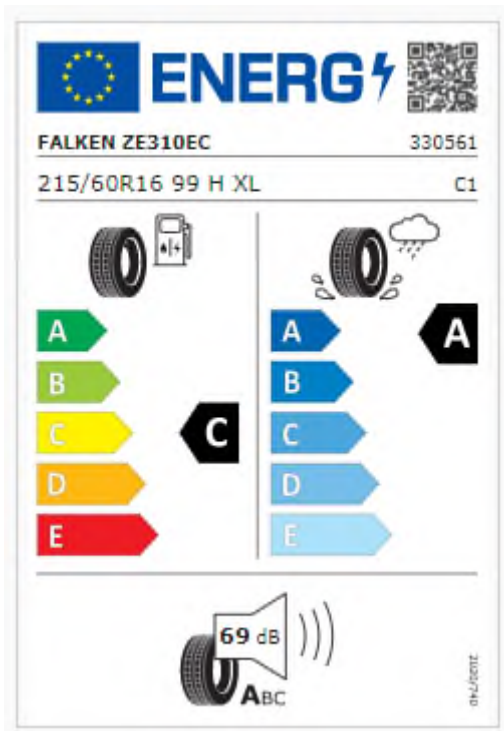 ENERG
FALKEN ZE310EC 330561
215/60R16 99 H XL C1
A
B
C
D
E
C
A
B
C
D
E
A
69 dB
ABC
2020/740